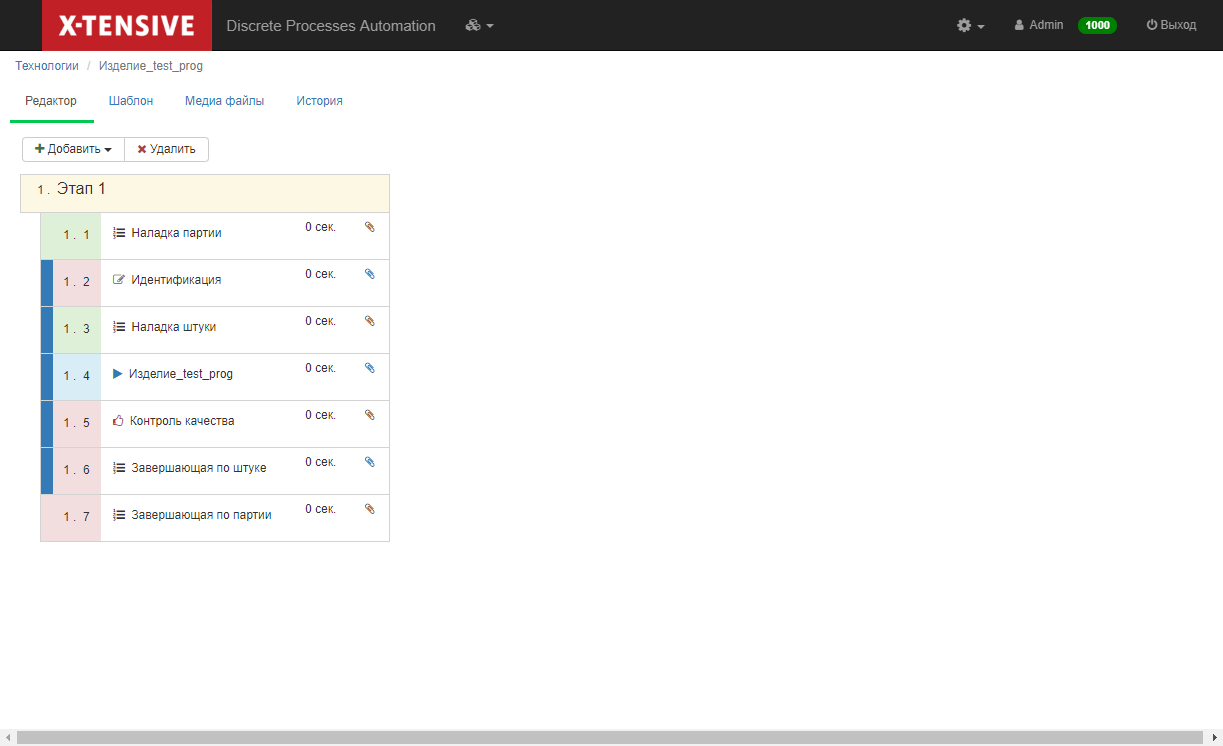 X-TENSIVE Discrete Processes Automation Admin 1000 Выход
Технологии / Изделие_test_prog
Редактор Шаблон Медиа файлы История
Добавить Удалить
1 . Этап 1
1 . 1 Наладка партии 0 сек.
1 . 2 Идентификация 0 сек.
1 . 3 Наладка штуки 0 сек.
1 . 4 Изделие_test_prog 0 сек.
1 . 5 Контроль качества 0 сек.
1 . 6 Завершающая по штуке 0 сек.
1 . 7 Завершающая по партии 0 сек.